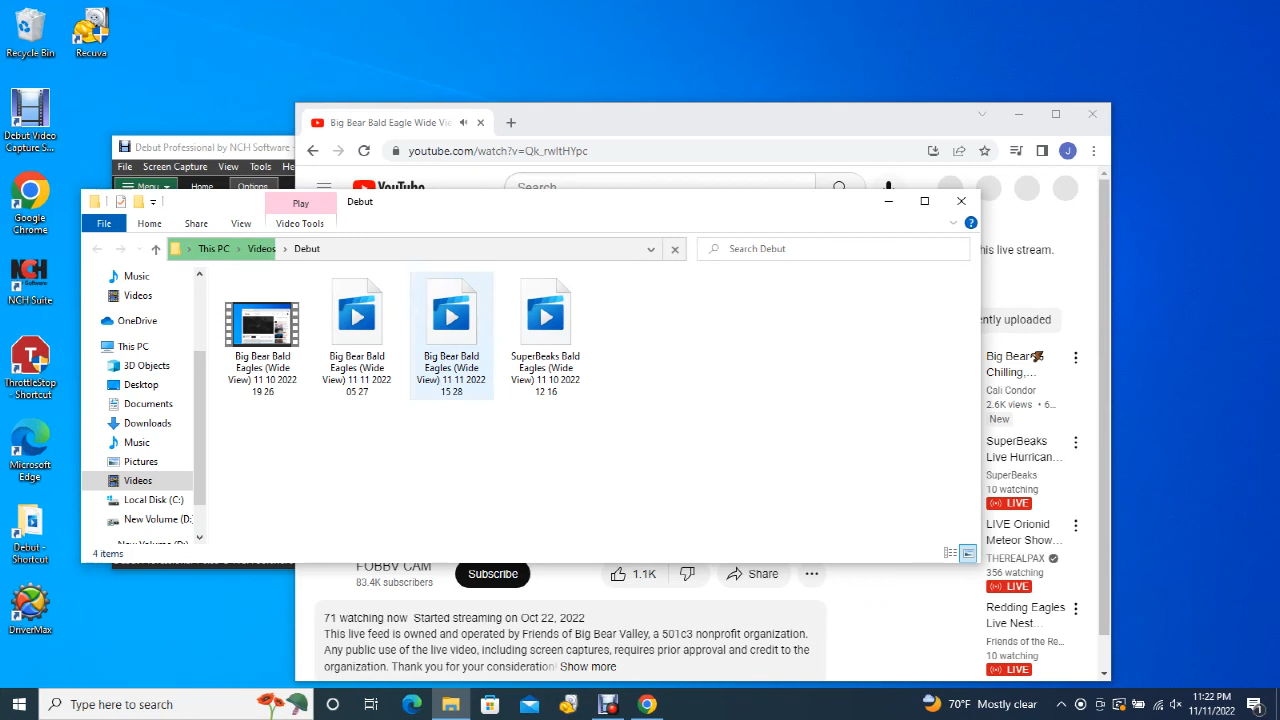 Recycle Bin
Recuva
Debut Video
Capture S...
Google
Chrome
NCH
Software
NCH Suite
ThrottleStop
- Shortcut
Microsoft
Edge
Debut -
Shortcut
DriverMax
Big Bear Bald Eagle Wide Vi
youtube.com/watch?v=Qk_rwltHYpc
J
Debut Professional by NCH Software
File Screen Capture View Tools He
Menu Home Options
YouTube
Search
Play
Debut
File Home Share View Video Tools
This PC Videos Debut
Search Debut
Music
Videos
OneDrive
This PC
3D Objects
Desktop
Documents
Downloads
Music
Pictures
Videos
Local Disk (C:)
New Volume (D:
4 items
Big Bear Bald
Eagles (Wide
View) 11 10 2022
19 26
Big Bear Bald
Eagles (Wide
View) 11 11 2022
05 27
Big Bear Bald
Eagles (Wide
View) 11 11 2022
15 28
SuperBeaks Bald
Eagles (Wide
View) 11 10 2022
12 16
his live stream.
ently uploaded
Big Bear
Chilling,...
Cali Condor
2.6K views • 6...
New
SuperBeaks
Live Hurrican...
SuperBeaks
10 watching
LIVE
LIVE Orionid
Meteor Show...
THEREALPAX
356 watching
LIVE
Redding Eagles
Live Nest...
Friends of the Re...
10 watching
LIVE
FOBBV CAM
83.4K subscribers
Subscribe
1.1K
Share
71 watching now Started streaming on Oct 22, 2022
This live feed is owned and operated by Friends of Big Bear Valley, a 501c3 nonprofit organization.
Any public use of the live video, including screen captures, requires prior approval and credit to the
organization. Thank you for your consideration! Show more
Type here to search
70°F Mostly clear
11:22 PM
11/11/2022
1